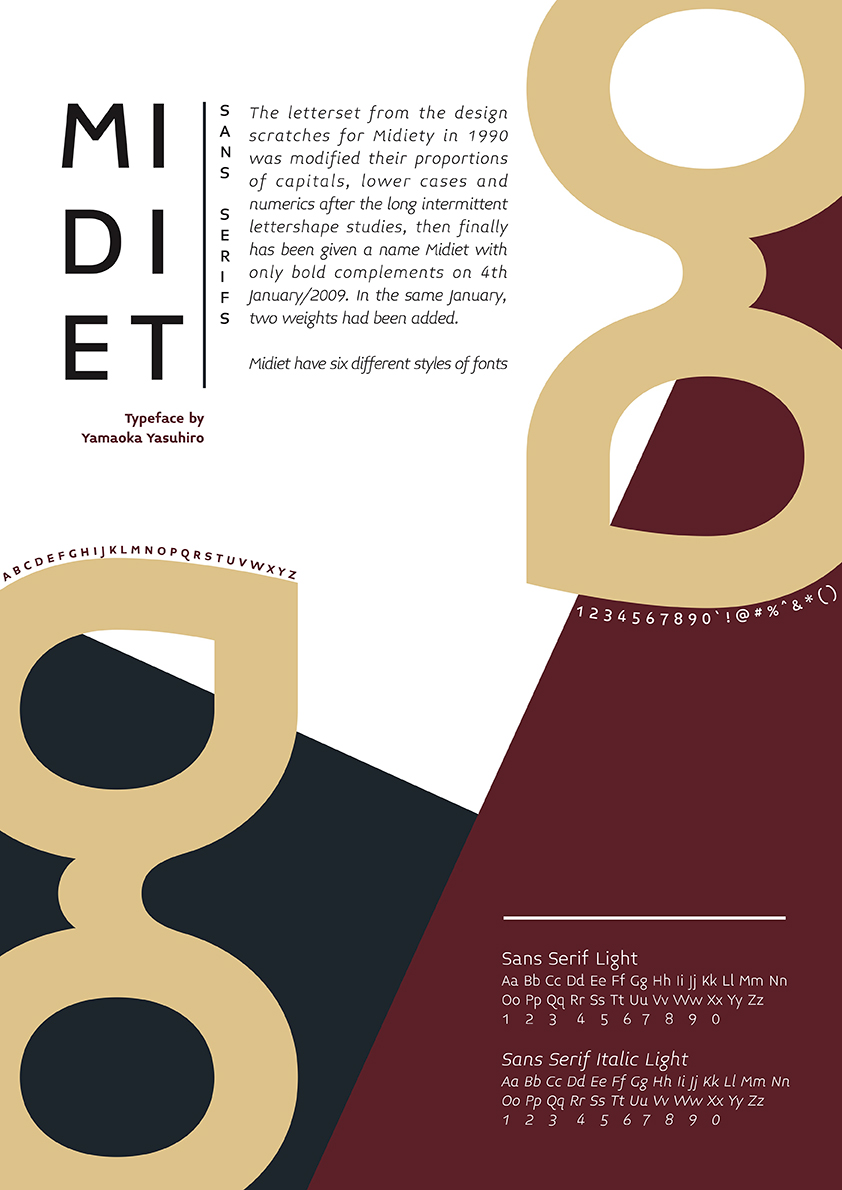 MI
DI
ET
SANS SERIFS
The letterset from the design
scratches for Midiety in 1990
was modified their proportions
of capitals, lower cases and
numerics after the long intermittent
lettershape studies, then finally
has been given a name Midiet with
only bold complements on 4th
January/2009. In the same January,
two weights had been added.
Midiet have six different styles of fonts
Typeface by
Yamaoka Yasuhiro
ABCDEFGHIJKLMNOPQRSTUVWXYZ
1234567890`!@#%^&*()
Sans Serif Light
Aa Bb Cc Dd Ee Ff Gg Hh Ii Jj Kk Ll Mm Nn
Oo Pp Qq Rr Ss Tt Uu Vv Ww Xx Yy Zz
1 2 3 4 5 6 7 8 9 0
Sans Serif Italic Light
Aa Bb Cc Dd Ee Ff Gg Hh Ii Jj Kk Ll Mm Nn
Oo Pp Qq Rr Ss Tt Uu Vv Ww Xx Yy Zz
1 2 3 4 5 6 7 8 9 0